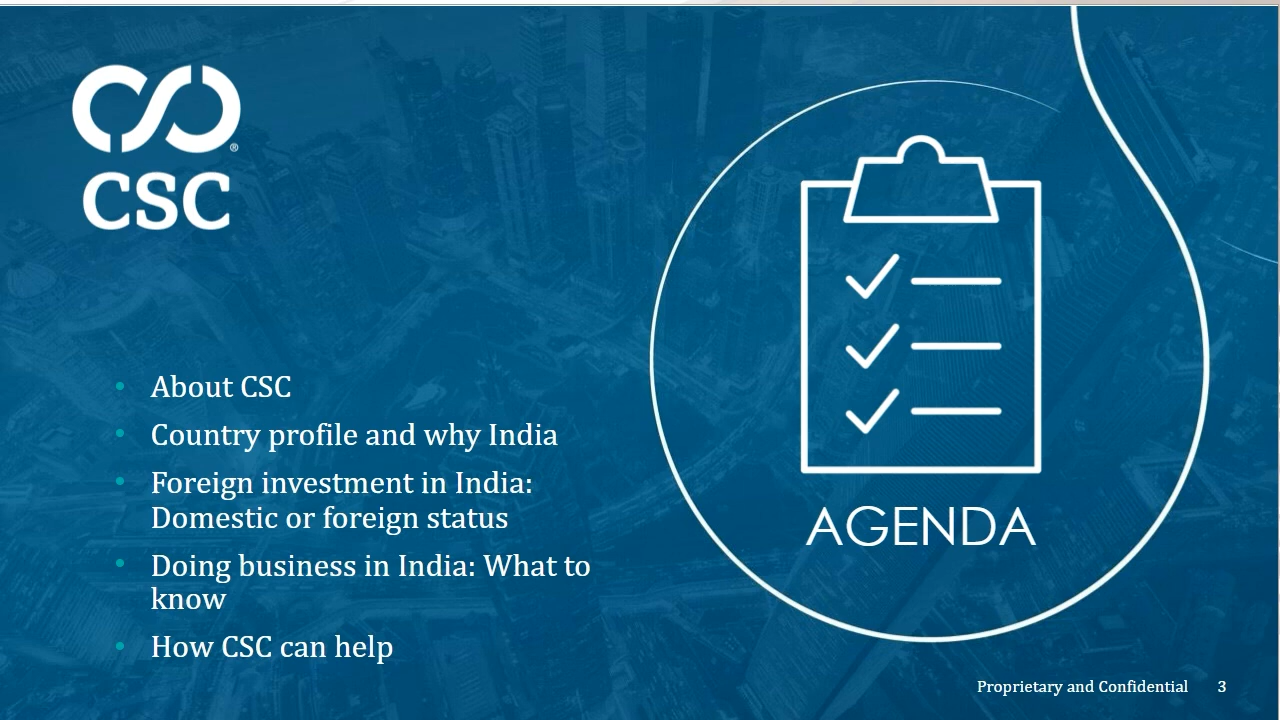 ®
CSC
About CSC
Country profile and why India
Foreign investment in India:
Domestic or foreign status
Doing business in India: What to
know
How CSC can help
AGENDA
Proprietary and Confidential 3